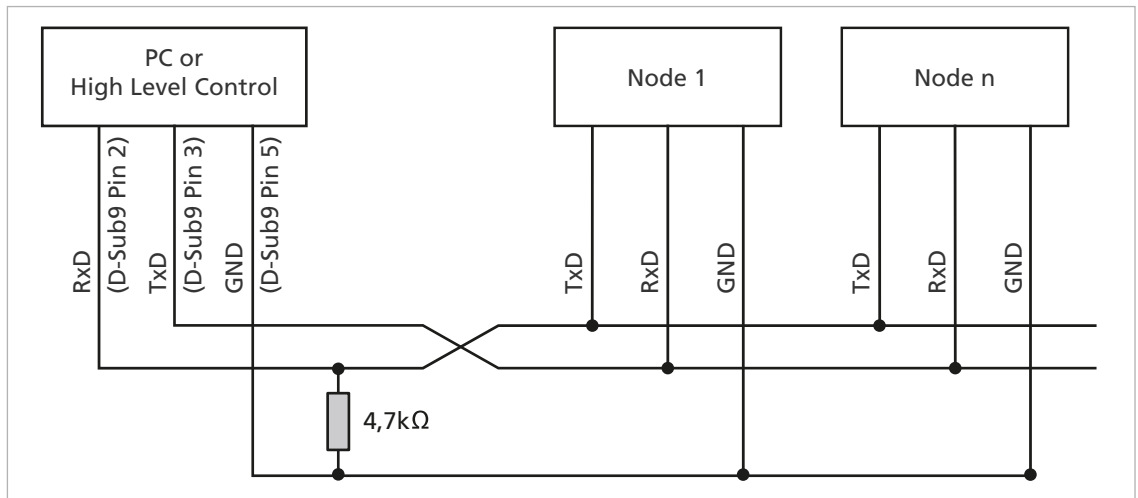 PC or
High Level Control
Node 1
Node n
RxD
(D-Sub9 Pin 2)
TxD
(D-Sub9 Pin 3)
GND
(D-Sub9 Pin 5)
TxD
RxD
GND
TxD
RxD
GND
4,7kΩ